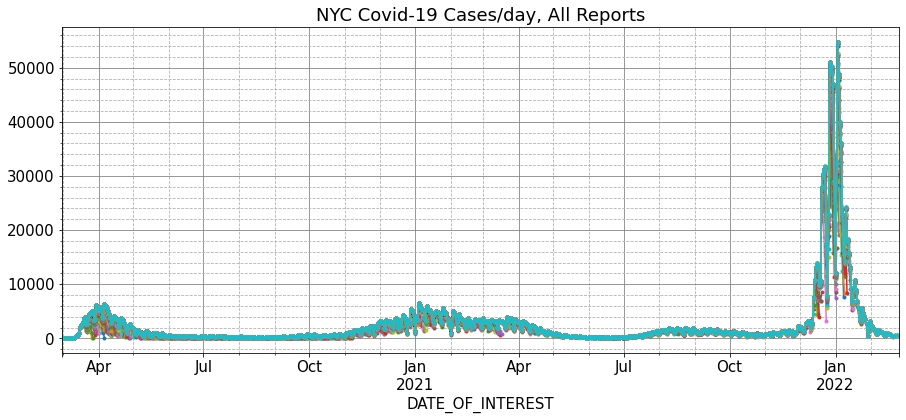 NYC Covid-19 Cases/day, All Reports
50000
40000
30000
20000
10000
0
Apr Jul Oct Jan Apr Jul Oct Jan
2021 2022
DATE_OF_INTEREST